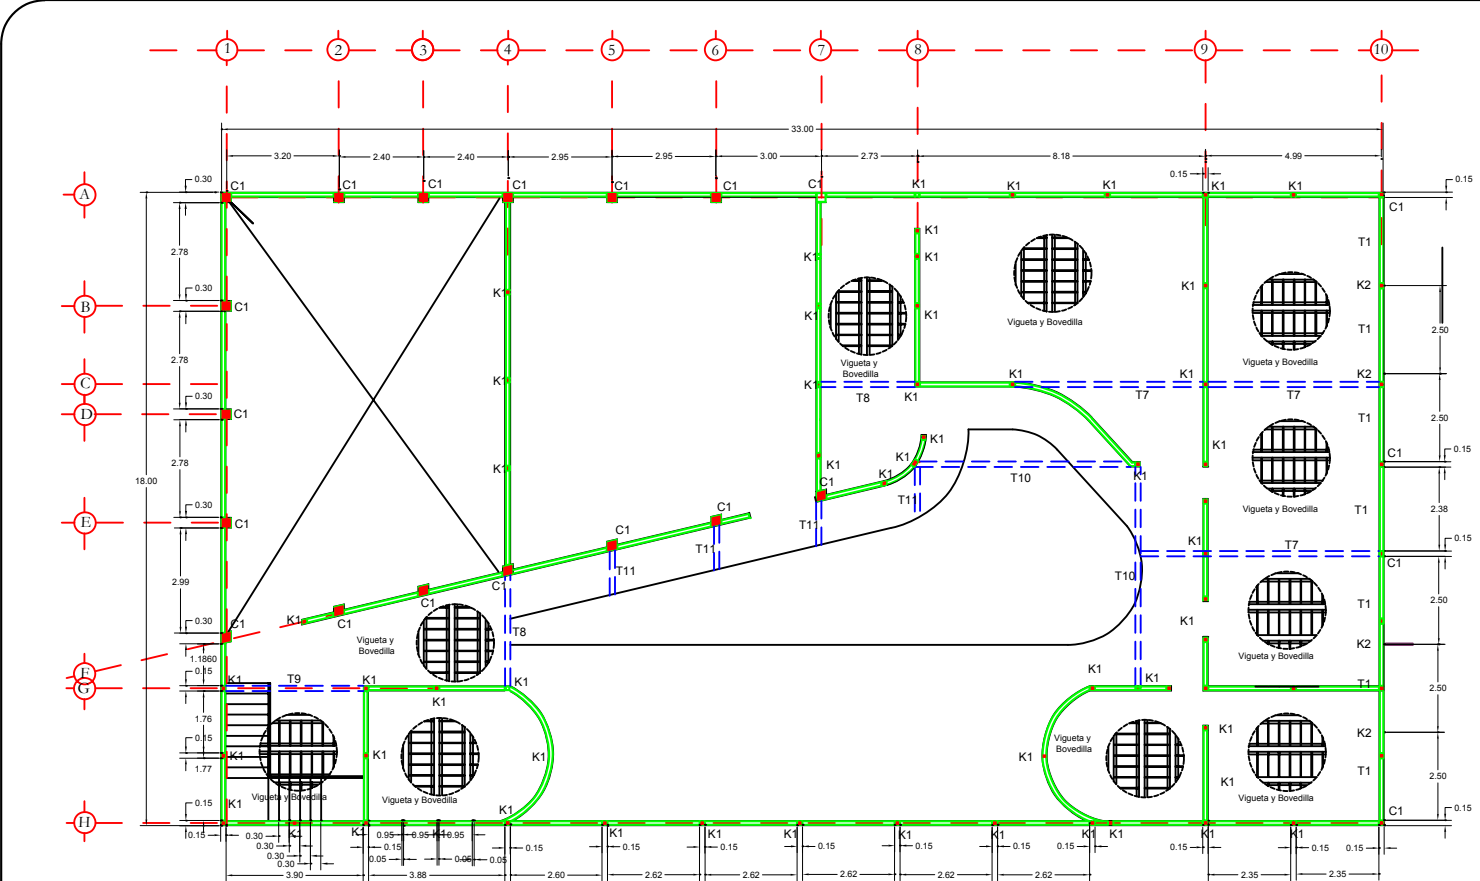 1 2 3 4 5 6 7 8 9 10
33.00
3.20 2.40 2.40 2.95 2.95 3.00 2.73 8.18 4.99
0.15
A 0.30 C1 C1 C1 C1 C1 C1 C1 K1 K1 0.15
C1
K1 T1
2.78
K1 K1
B 0.30 C1 K1 K1 K1 K2
K1 K1
Vigueta y Bovedilla
T1 2.50
2.78
Vigueta y
Bovedilla
Vigueta y Bovedilla
C K1 K1 K1 K1 K2
0.30 T8 K1 T7 T7
D C1 T1 2.50
K1
K1
2.78 K1 K1 C1 0.15
18.00 K1 K1 T10 K1
C1
0.30 T11 Vigueta y Bovedilla T1 2.38
E C1 C1 T11
C1 K1 T7 0.15
2.99 T11 C1
T11 T10
C1 C1
C1 T1 2.50
0.30 C1 K1 C1 K1
T8
Vigueta y
Bovedilla
K2
1.1860 Vigueta y Bovedilla
F
0.15
G K1 T9 K1 K1 K1 T1
K1 2.50
1.76
K1 K2
0.15 Vigueta y
Bovedilla
K1 K1 K1 K1
1.77 T1
K1 2.50
Vigueta y Bovedilla Vigueta y Bovedilla Vigueta y Bovedilla
0.15 K1 K1 C1 0.15
H
0.15 0.30 K1 K1 0.95 0.95 K1 0.95 K1 K1 K1 K1 K1 K1 K1 K1 K1
0.30 0.15 0.15 0.15 0.15 0.15 0.15 0.15 0.15 0.15 0.15 0.15
0.30 0.05 0.05 0.05
0.30
3.90 3.88 2.60 2.62 2.62 2.62 2.62 2.35 2.35